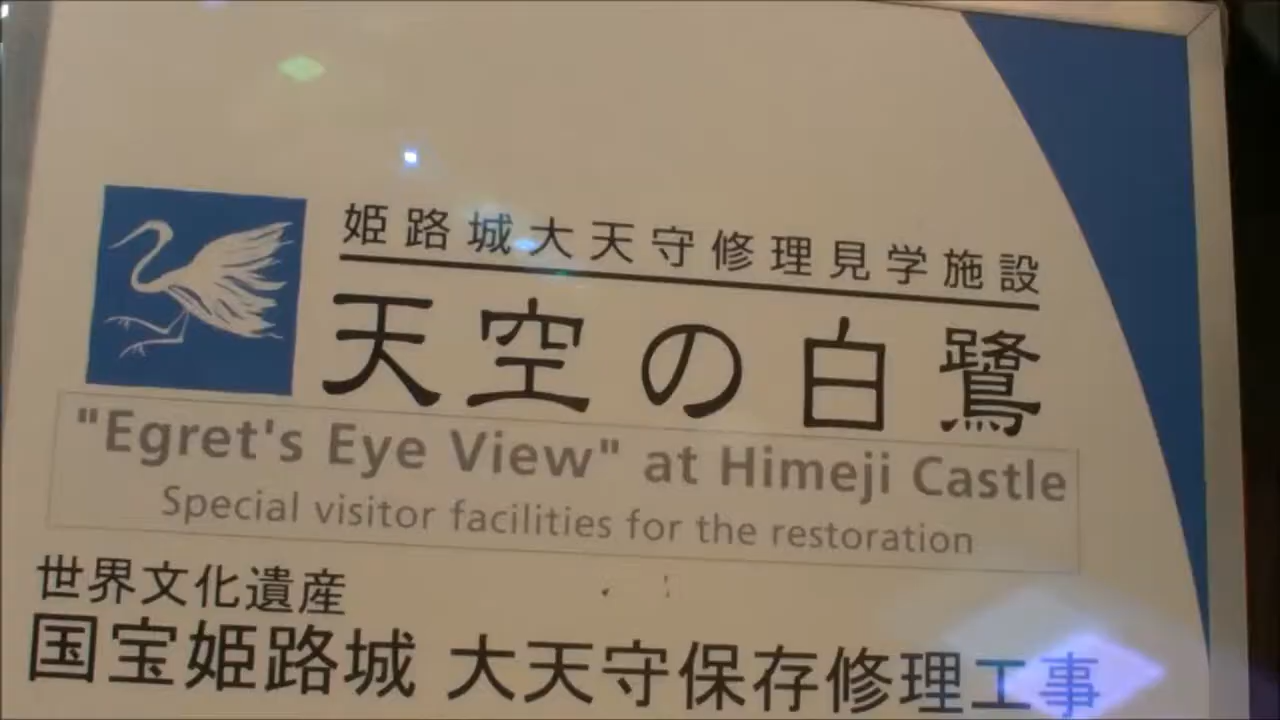 姫路城大天守修理見学施設
天空の白鷺
"Egret's Eye View" at Himeji Castle
Special visitor facilities for the restoration
世界文化遺産
国宝姫路城 大天守保存修理工事